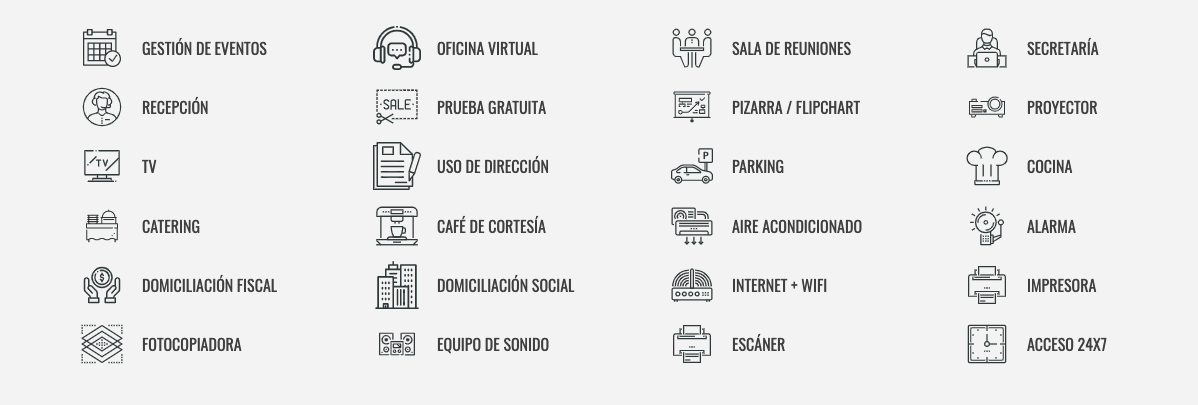 GESTIÓN DE EVENTOS
OFICINA VIRTUAL
SALA DE REUNIONES
SECRETARÍA
RECEPCIÓN
SALE
PRUEBA GRATUITA
PIZARRA / FLIPCHART
PROYECTOR
TV
TV
USO DE DIRECCIÓN
P
PARKING
COCINA
CATERING
CAFÉ DE CORTESÍA
AIRE ACONDICIONADO
ALARMA
$
DOMICILIACIÓN FISCAL
DOMICILIACIÓN SOCIAL
INTERNET + WIFI
IMPRESORA
FOTOCOPIADORA
EQUIPO DE SONIDO
ESCÁNER
ACCESO 24X7